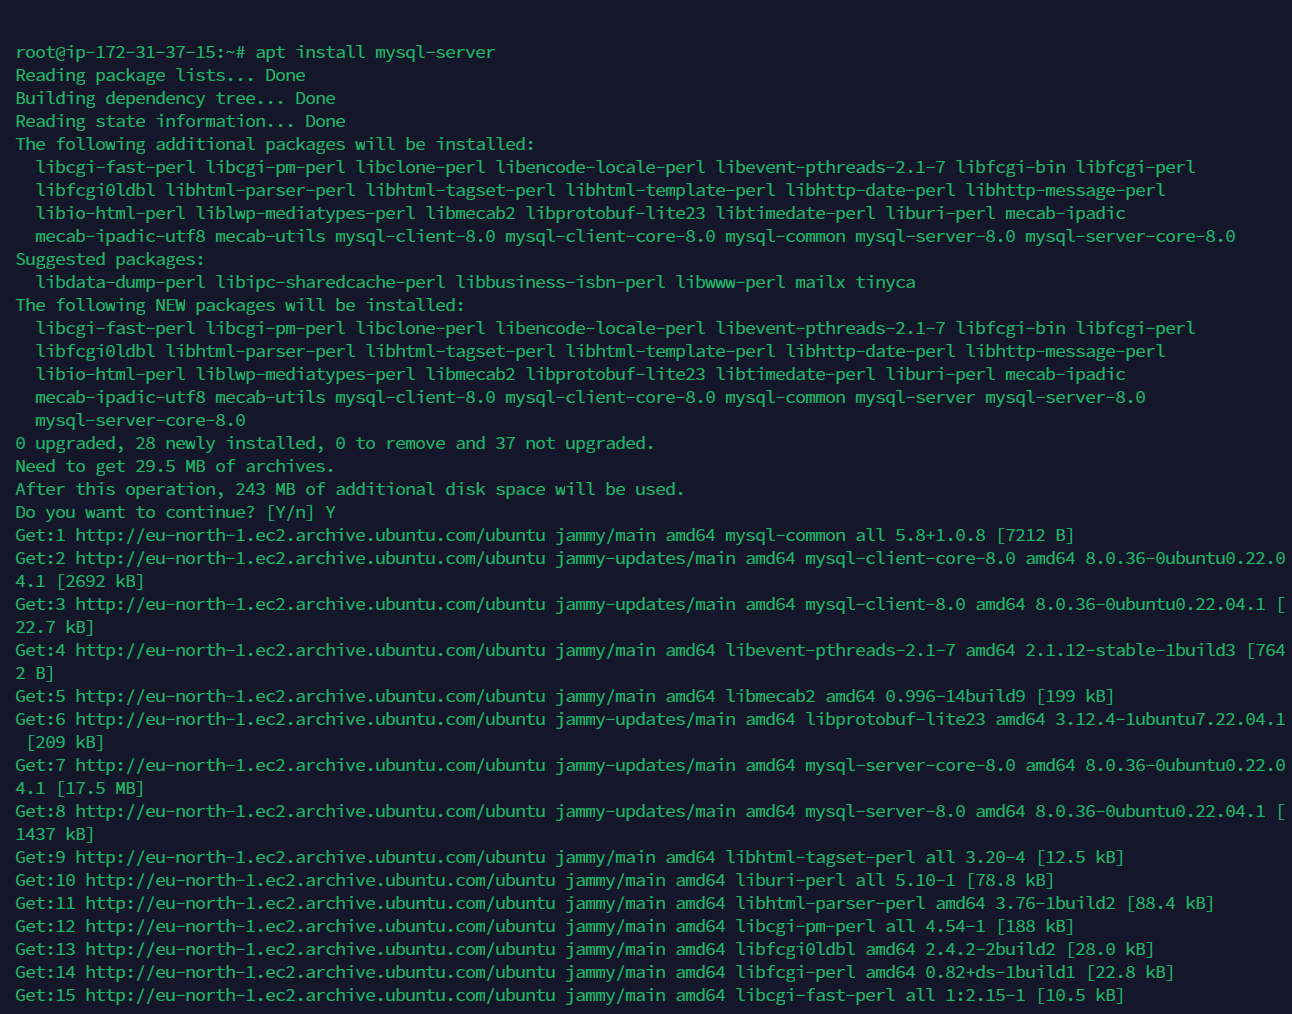 root@ip-172-31-37-15:~# apt install mysql-server
Reading package lists... Done
Building dependency tree... Done
Reading state information... Done
The following additional packages will be installed:
  libcgi-fast-perl libcgi-pm-perl libclone-perl libencode-locale-perl libevent-pthreads-2.1-7 libfcgi-bin libfcgi-perl
  libfcgi0ldbl libhtml-parser-perl libhtml-tagset-perl libhtml-template-perl libhttp-date-perl libhttp-message-perl
  libio-html-perl liblwp-mediatypes-perl libmecab2 libprotobuf-lite23 libtimedate-perl liburi-perl mecab-ipadic
  mecab-ipadic-utf8 mecab-utils mysql-client-8.0 mysql-client-core-8.0 mysql-common mysql-server-8.0 mysql-server-core-8.0
Suggested packages:
  libdata-dump-perl libipc-sharedcache-perl libbusiness-isbn-perl libwww-perl mailx tinyca
The following NEW packages will be installed:
  libcgi-fast-perl libcgi-pm-perl libclone-perl libencode-locale-perl libevent-pthreads-2.1-7 libfcgi-bin libfcgi-perl
  libfcgi0ldbl libhtml-parser-perl libhtml-tagset-perl libhtml-template-perl libhttp-date-perl libhttp-message-perl
  libio-html-perl liblwp-mediatypes-perl libmecab2 libprotobuf-lite23 libtimedate-perl liburi-perl mecab-ipadic
  mecab-ipadic-utf8 mecab-utils mysql-client-8.0 mysql-client-core-8.0 mysql-common mysql-server mysql-server-8.0
  mysql-server-core-8.0
0 upgraded, 28 newly installed, 0 to remove and 37 not upgraded.
Need to get 29.5 MB of archives.
After this operation, 243 MB of additional disk space will be used.
Do you want to continue? [Y/n] Y
Get:1 http://eu-north-1.ec2.archive.ubuntu.com/ubuntu jammy/main amd64 mysql-common all 5.8+1.0.8 [7212 B]
Get:2 http://eu-north-1.ec2.archive.ubuntu.com/ubuntu jammy-updates/main amd64 mysql-client-core-8.0 amd64 8.0.36-0ubuntu0.22.0
4.1 [2692 kB]
Get:3 http://eu-north-1.ec2.archive.ubuntu.com/ubuntu jammy-updates/main amd64 mysql-client-8.0 amd64 8.0.36-0ubuntu0.22.04.1 [
22.7 kB]
Get:4 http://eu-north-1.ec2.archive.ubuntu.com/ubuntu jammy/main amd64 libevent-pthreads-2.1-7 amd64 2.1.12-stable-1build3 [764
2 B]
Get:5 http://eu-north-1.ec2.archive.ubuntu.com/ubuntu jammy/main amd64 libmecab2 amd64 0.996-14build9 [199 kB]
Get:6 http://eu-north-1.ec2.archive.ubuntu.com/ubuntu jammy-updates/main amd64 libprotobuf-lite23 amd64 3.12.4-1ubuntu7.22.04.1
 [209 kB]
Get:7 http://eu-north-1.ec2.archive.ubuntu.com/ubuntu jammy-updates/main amd64 mysql-server-core-8.0 amd64 8.0.36-0ubuntu0.22.0
4.1 [17.5 MB]
Get:8 http://eu-north-1.ec2.archive.ubuntu.com/ubuntu jammy-updates/main amd64 mysql-server-8.0 amd64 8.0.36-0ubuntu0.22.04.1 [
1437 kB]
Get:9 http://eu-north-1.ec2.archive.ubuntu.com/ubuntu jammy/main amd64 libhtml-tagset-perl all 3.20-4 [12.5 kB]
Get:10 http://eu-north-1.ec2.archive.ubuntu.com/ubuntu jammy/main amd64 liburi-perl all 5.10-1 [78.8 kB]
Get:11 http://eu-north-1.ec2.archive.ubuntu.com/ubuntu jammy/main amd64 libhtml-parser-perl amd64 3.76-1build2 [88.4 kB]
Get:12 http://eu-north-1.ec2.archive.ubuntu.com/ubuntu jammy/main amd64 libcgi-pm-perl all 4.54-1 [188 kB]
Get:13 http://eu-north-1.ec2.archive.ubuntu.com/ubuntu jammy/main amd64 libfcgi0ldbl amd64 2.4.2-2build2 [28.0 kB]
Get:14 http://eu-north-1.ec2.archive.ubuntu.com/ubuntu jammy/main amd64 libfcgi-perl amd64 0.82+ds-1build1 [22.8 kB]
Get:15 http://eu-north-1.ec2.archive.ubuntu.com/ubuntu jammy/main amd64 libcgi-fast-perl all 1:2.15-1 [10.5 kB]